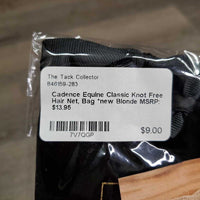 The Tack Collector
846159-283
Cadence Equine Classic Knot Free
Hair Net, Bag *new Blonde MSRP:
$13.95
$9.00
7V7QGP